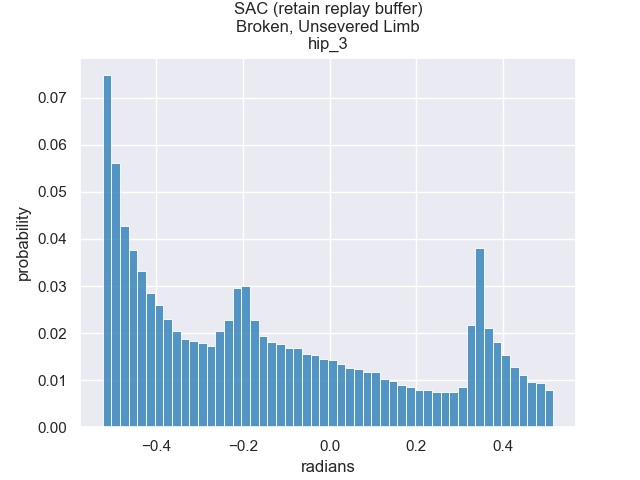 SAC (retain replay buffer)
Broken, Unsevered Limb
hip_3
0.07
0.06
0.05
0.04
0.03
0.02
0.01
0.00
probability
−0.4 −0.2 0.0 0.2 0.4
radians